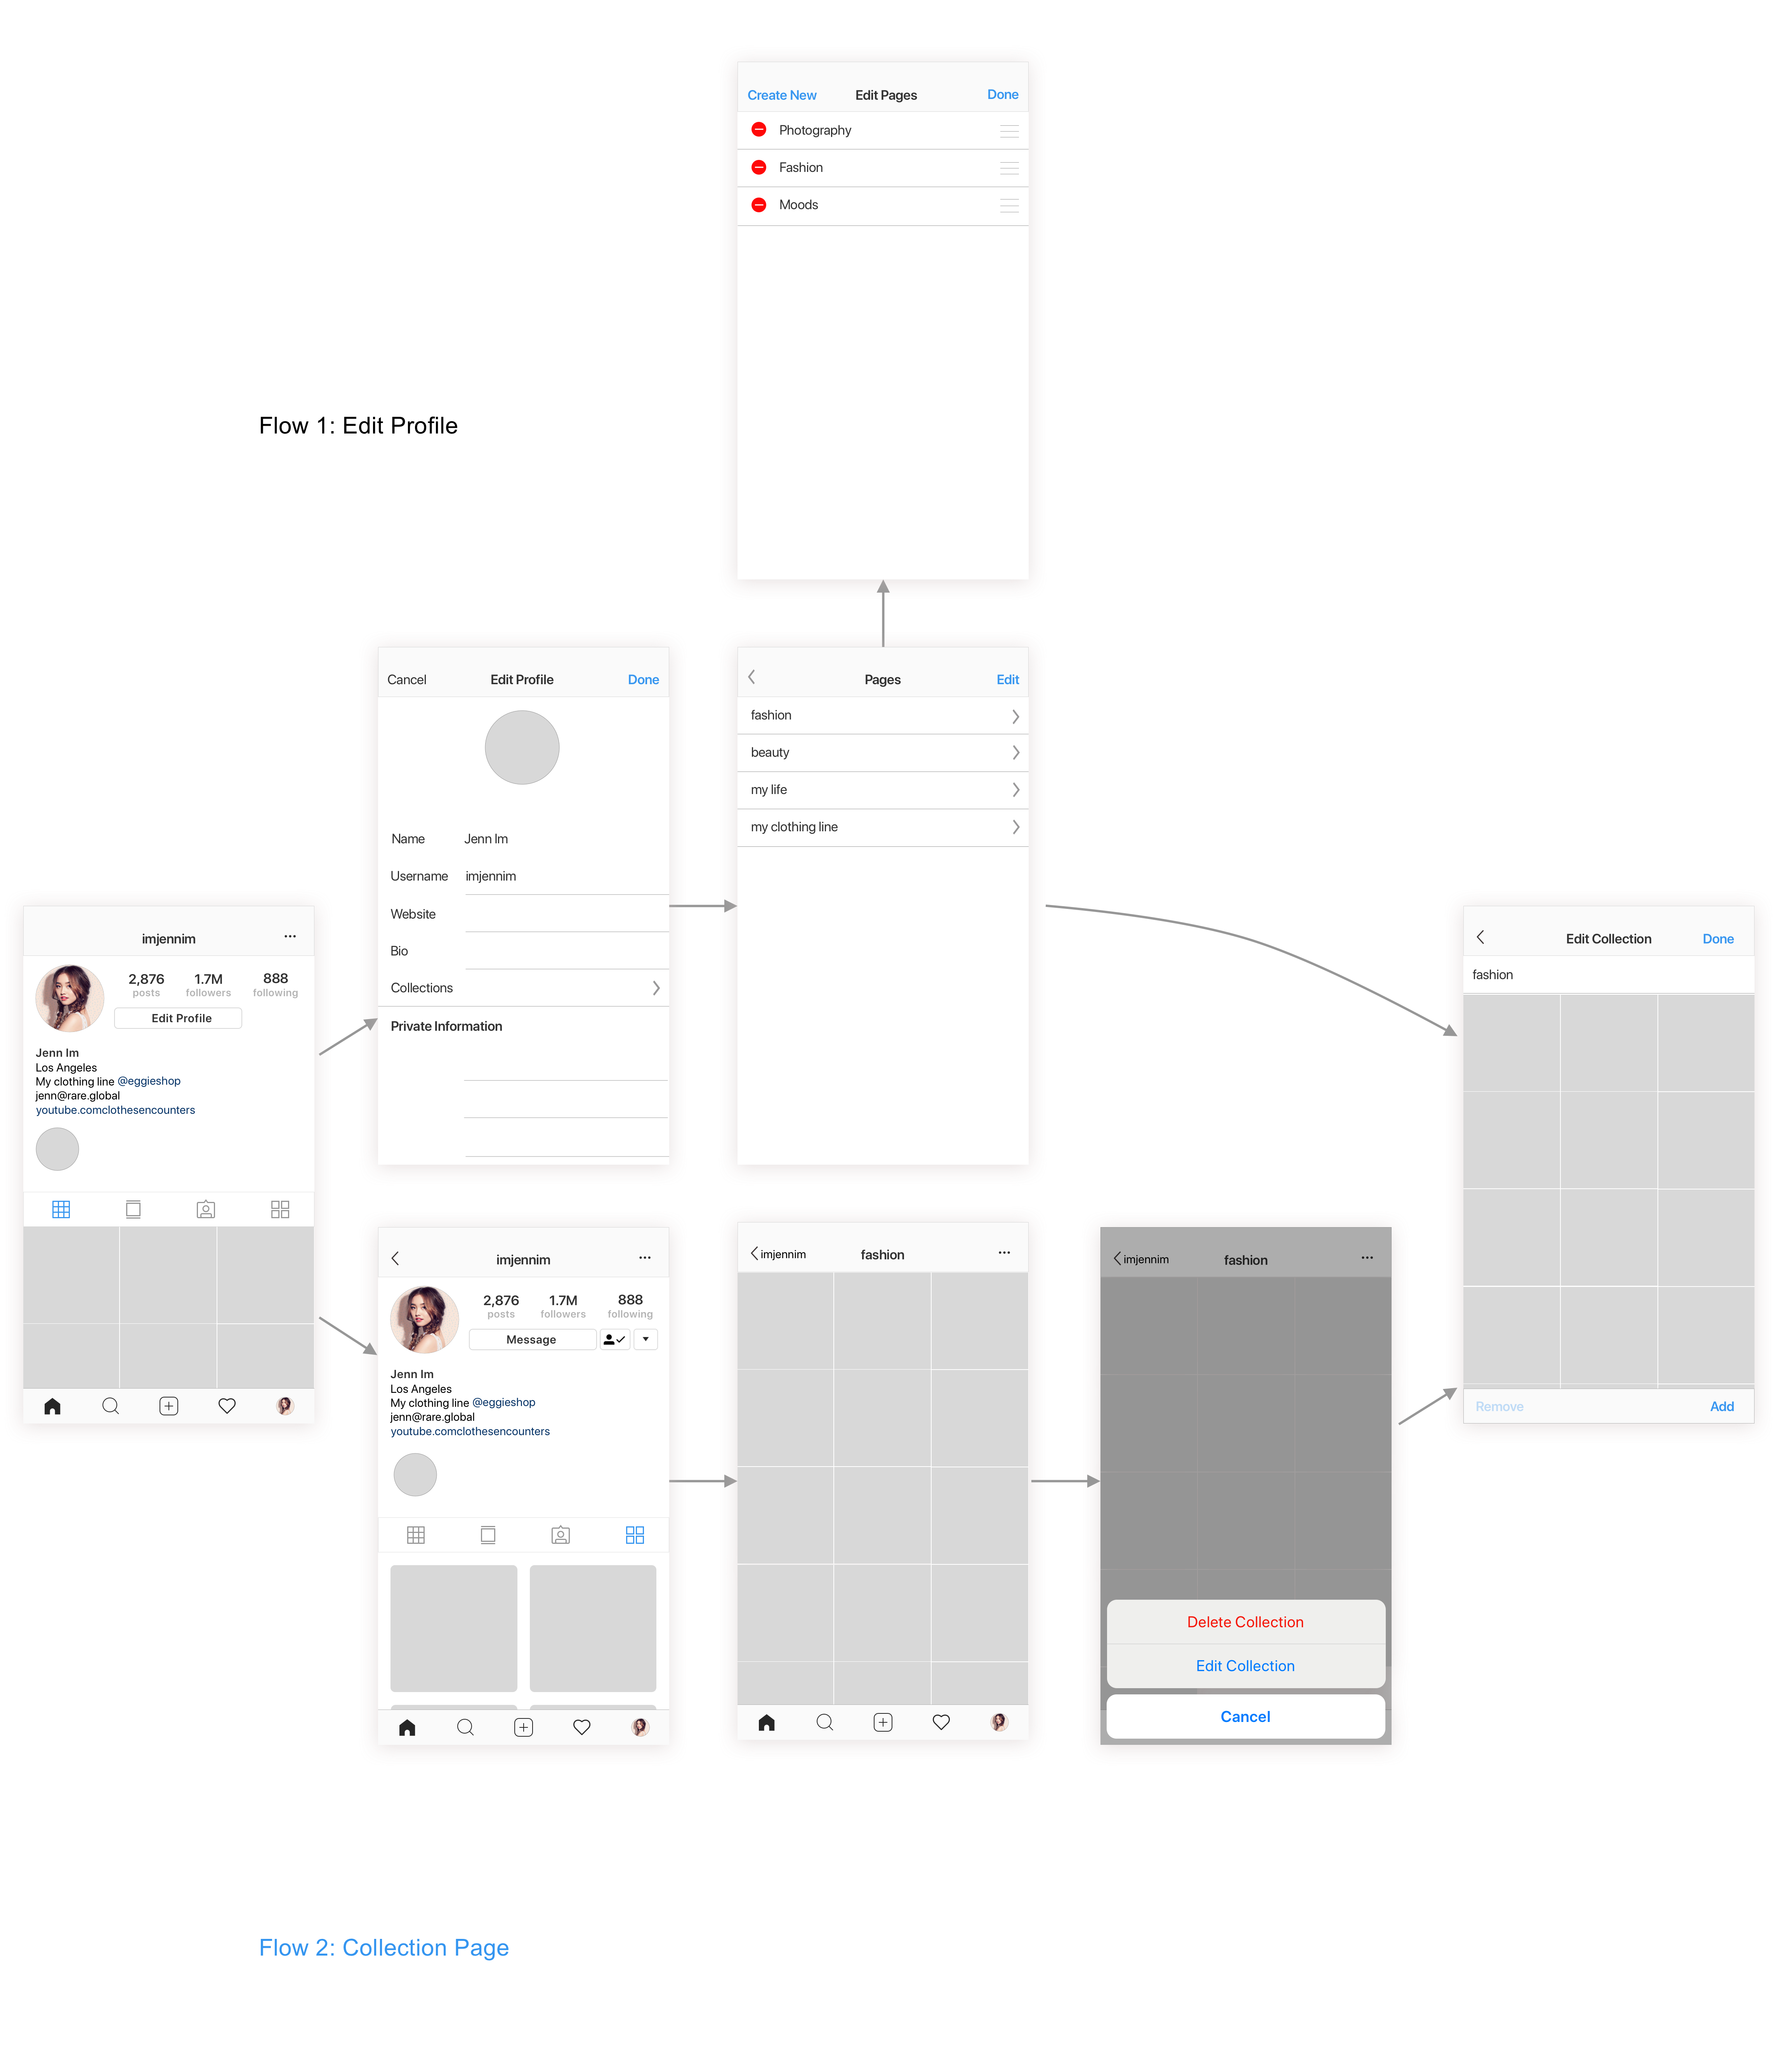 Create New Edit Pages Done
Photography
Fashion
Moods
Flow 1: Edit Profile
Cancel Edit Profile Done
Name Jenn Im
Username imjennim
Website
Bio
Collections
Private Information
Pages Edit
fashion
beauty
my life
my clothing line
imjennim
2,876 1.7M 888
posts followers following
Edit Profile
Jenn Im
Los Angeles
My clothing line @eggieshop
jenn@rare.global
youtube.comclothesencounters
Edit Collection Done
fashion
Remove Add
imjennim
2,876 1.7M 888
posts followers following
Message
Jenn Im
Los Angeles
My clothing line @eggieshop
jenn@rare.global
youtube.comclothesencounters
imjennim fashion
imjennim fashion
Delete Collection
Edit Collection
Cancel
Flow 2: Collection Page